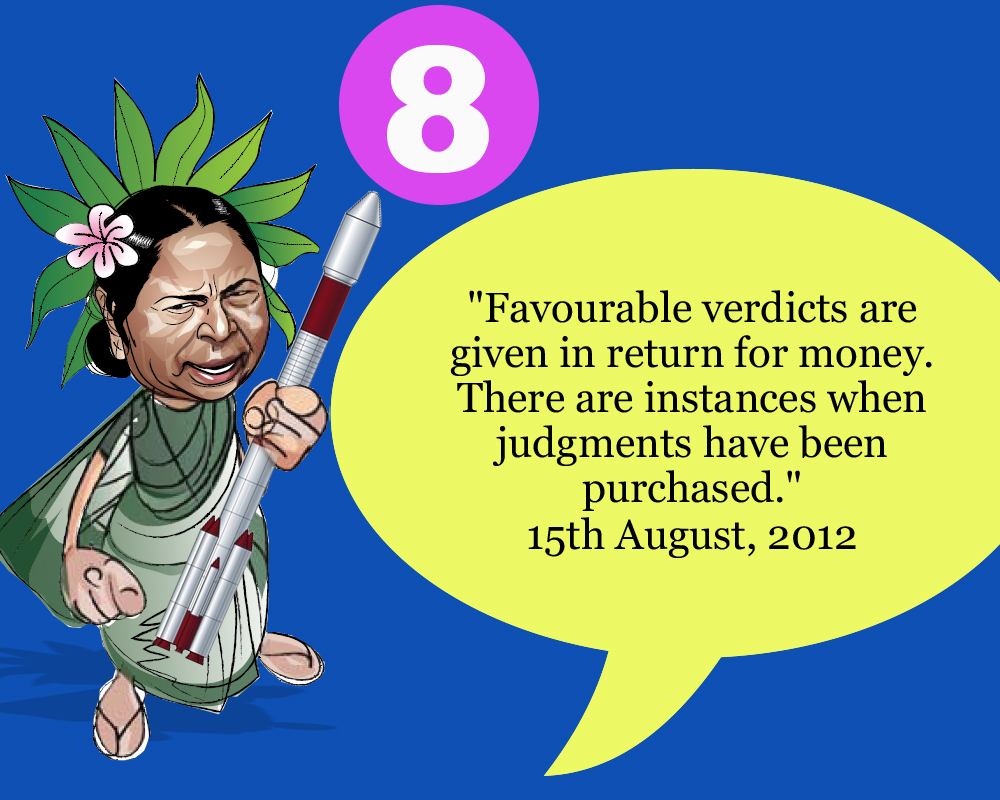 8
"Favourable verdicts are
given in return for money.
There are instances when
judgments have been
purchased."
15th August, 2012